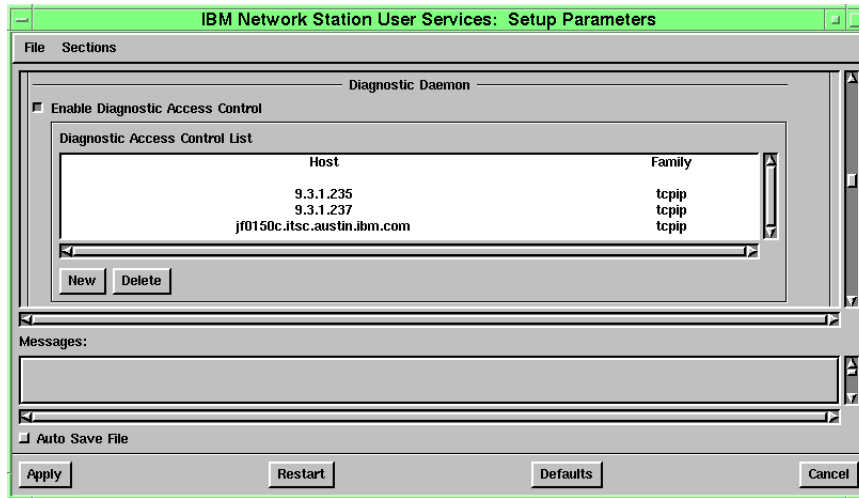 IBM Network Station User Services: Setup Parameters
File Sections
Diagnostic Daemon
Enable Diagnostic Access Control
Diagnostic Access Control List
Host Family
9.3.1.235 tcpip
9.3.1.237 tcpip
jf0150c.itsc.austin.ibm.com tcpip
New Delete
Messages:
Auto Save File
Apply Restart Defaults Cancel